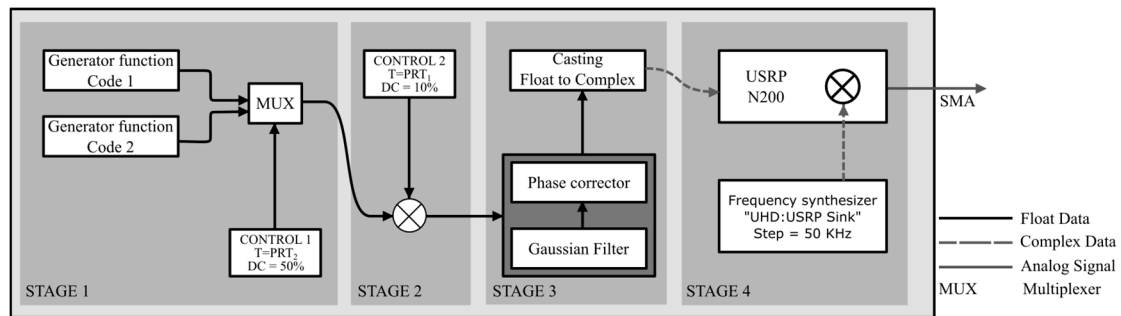 Generator function
Code 1
Generator function
Code 2
MUX
CONTROL 1
T=PRT₂
DC = 50%
STAGE 1
CONTROL 2
T=PRT₁
DC = 10%
STAGE 2
Casting
Float to Complex
Phase corrector
Gaussian Filter
STAGE 3
USRP
N200
Frequency synthesizer
"UHD:USRP Sink"
Step = 50 KHz
STAGE 4
SMA
Float Data
Complex Data
Analog Signal
MUX Multiplexer